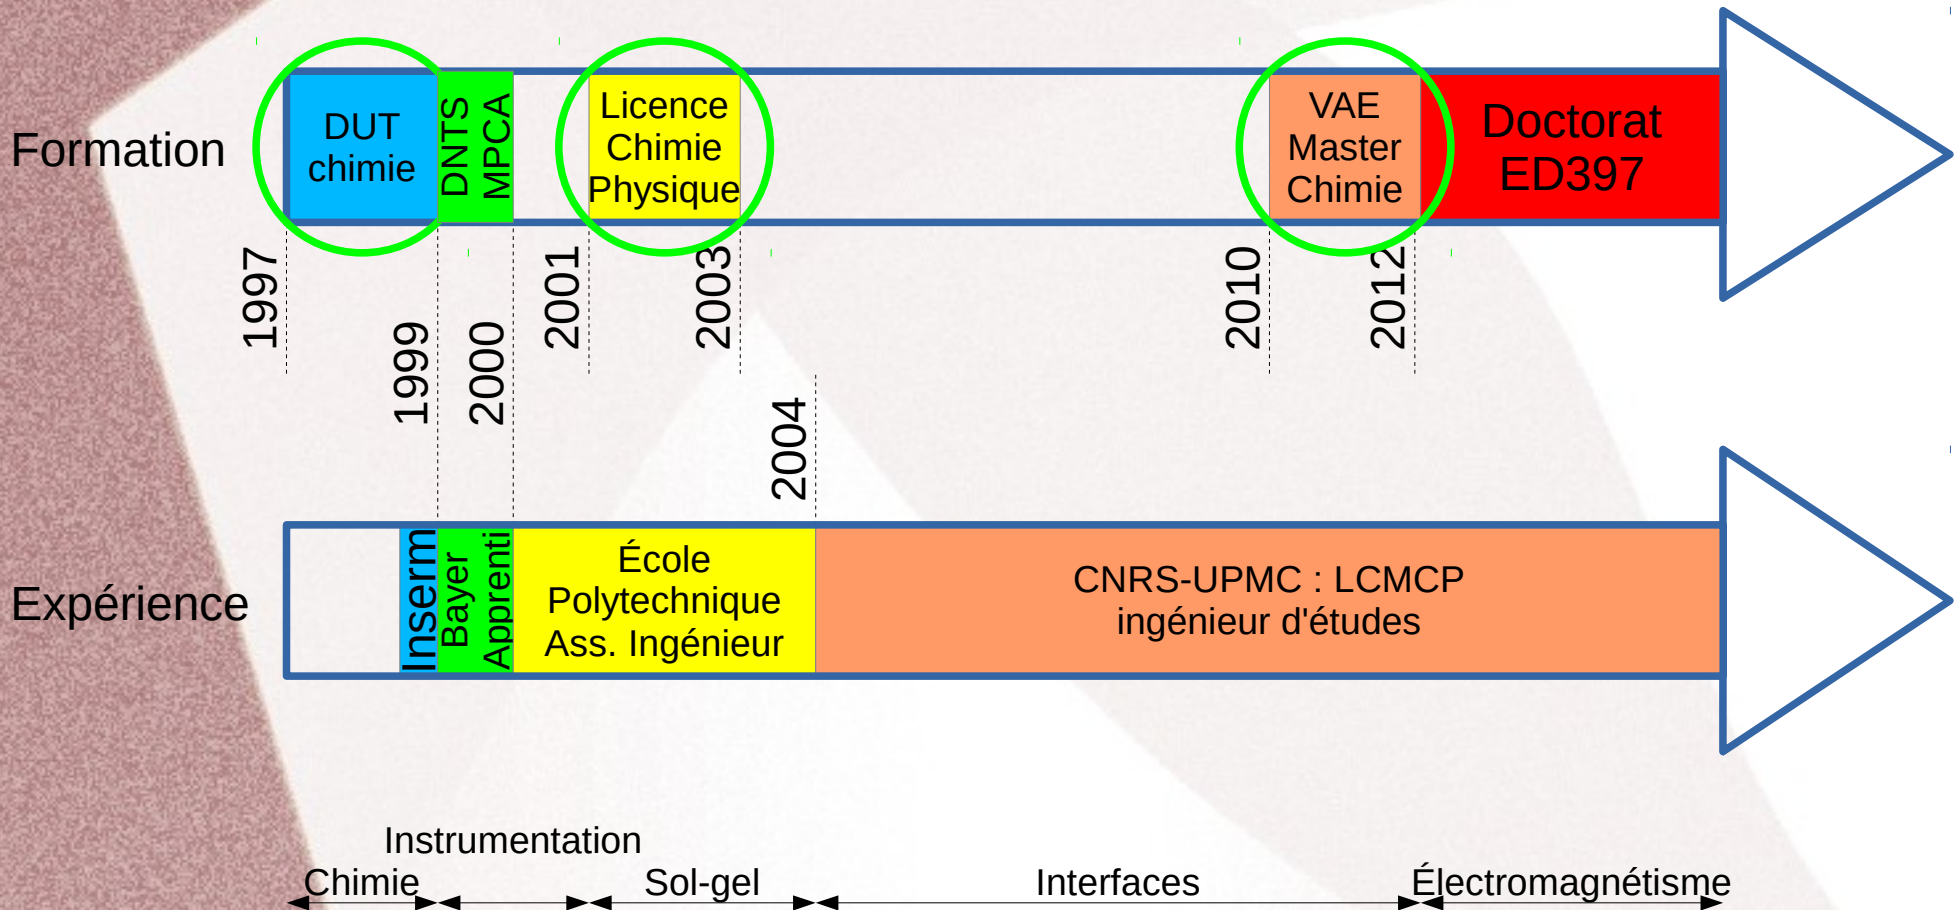 Formation
DUT
chimie
DNTS
MPCA
Licence
Chimie
Physique
VAE
Master
Chimie
Doctorat
ED397
1997
1999
2000
2001
2003
2004
2010
2012
Expérience
Inserm
Bayer
Apprenti
École
Polytechnique
Ass. Ingénieur
CNRS-UPMC : LCMCP
ingénieur d'études
Instrumentation
Chimie
Sol-gel
Interfaces
Électromagnétisme